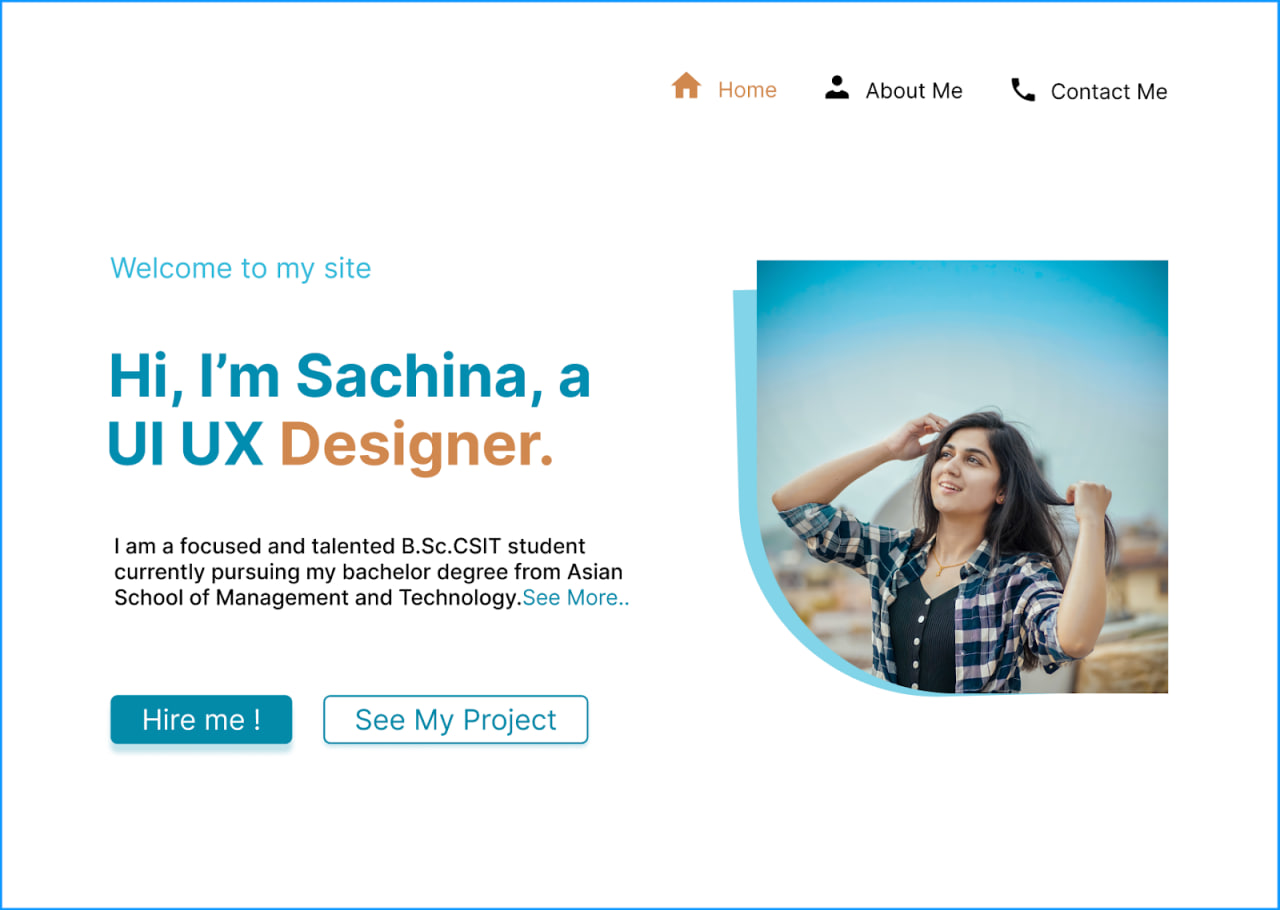 Home
About Me
Contact Me
Welcome to my site
Hi, I’m Sachina, a
UI UX Designer.
I am a focused and talented B.Sc.CSIT student
currently pursuing my bachelor degree from Asian
School of Management and Technology.See More..
Hire me !
See My Project